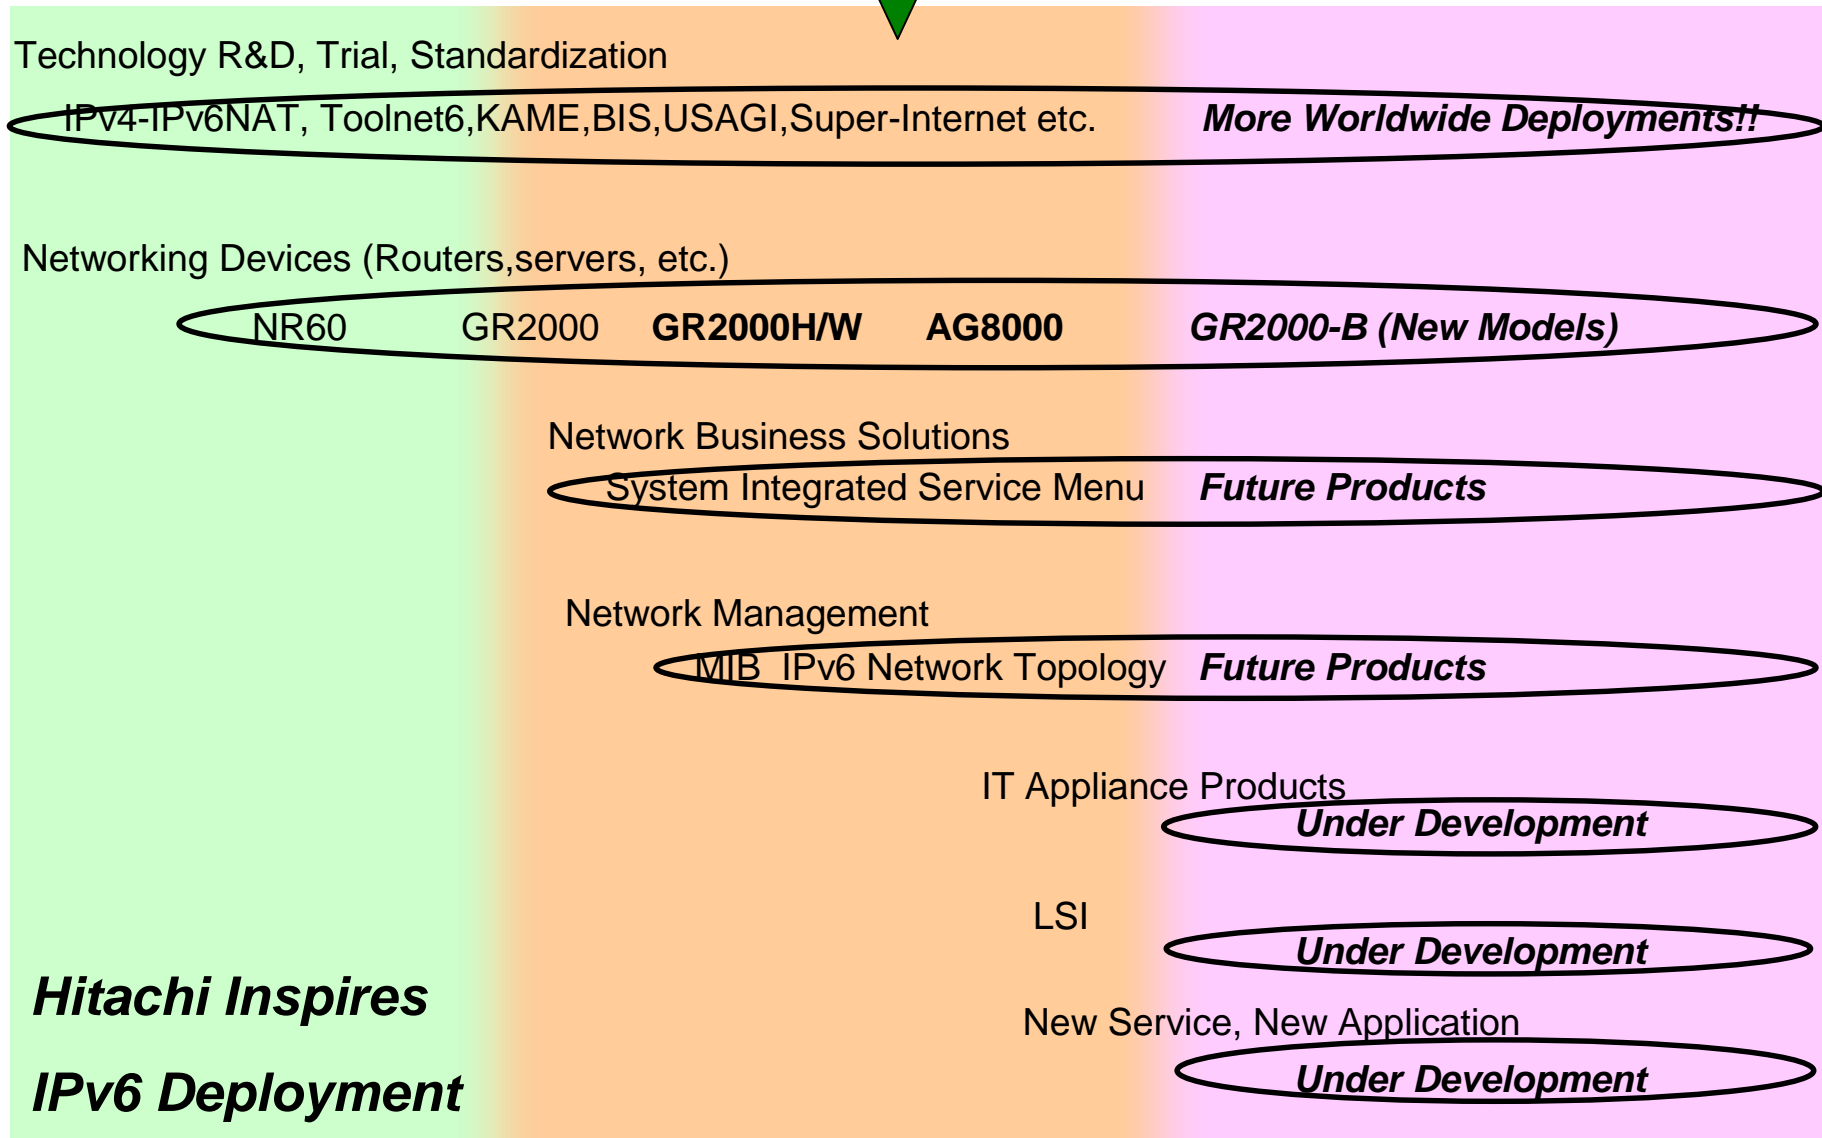 Technology R&D, Trial, Standardization
IPv4-IPv6NAT, Toolnet6,KAME,BIS,USAGI,Super-Internet etc. More Worldwide Deployments!!
Networking Devices (Routers,servers, etc.)
NR60 GR2000 GR2000H/W AG8000 GR2000-B (New Models)
Network Business Solutions
System Integrated Service Menu Future Products
Network Management
MIB IPv6 Network Topology Future Products
IT Appliance Products
Under Development
LSI
Under Development
New Service, New Application
Under Development
Hitachi Inspires
IPv6 Deployment